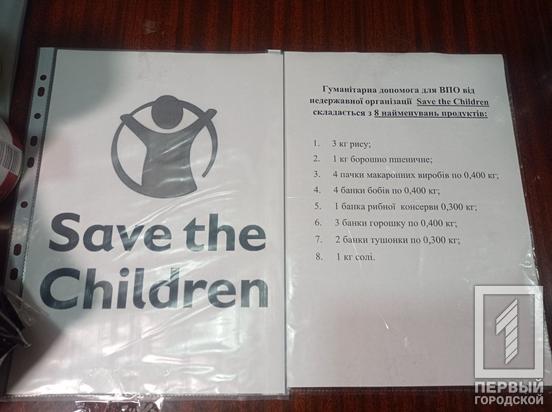 Save the
Children
Гуманітарна допомога для ВПО від
недержавної організації Save the Children
складається з 8 найменувань продуктів:
1. 3 кг рису;
2. 1 кг борошно пшеничне;
3. 4 пачки макаронних виробів по 0,400 кг;
4. 4 банки бобів по 0,400 кг;
5. 1 банка рибної консерви 0,300 кг;
6. 3 банки горошку по 0,400 кг;
7. 2 банки тушонки по 0,300 кг;
8. 1 кг солі.
1
ПЕРВЫЙ
ГОРОДСКОЙ